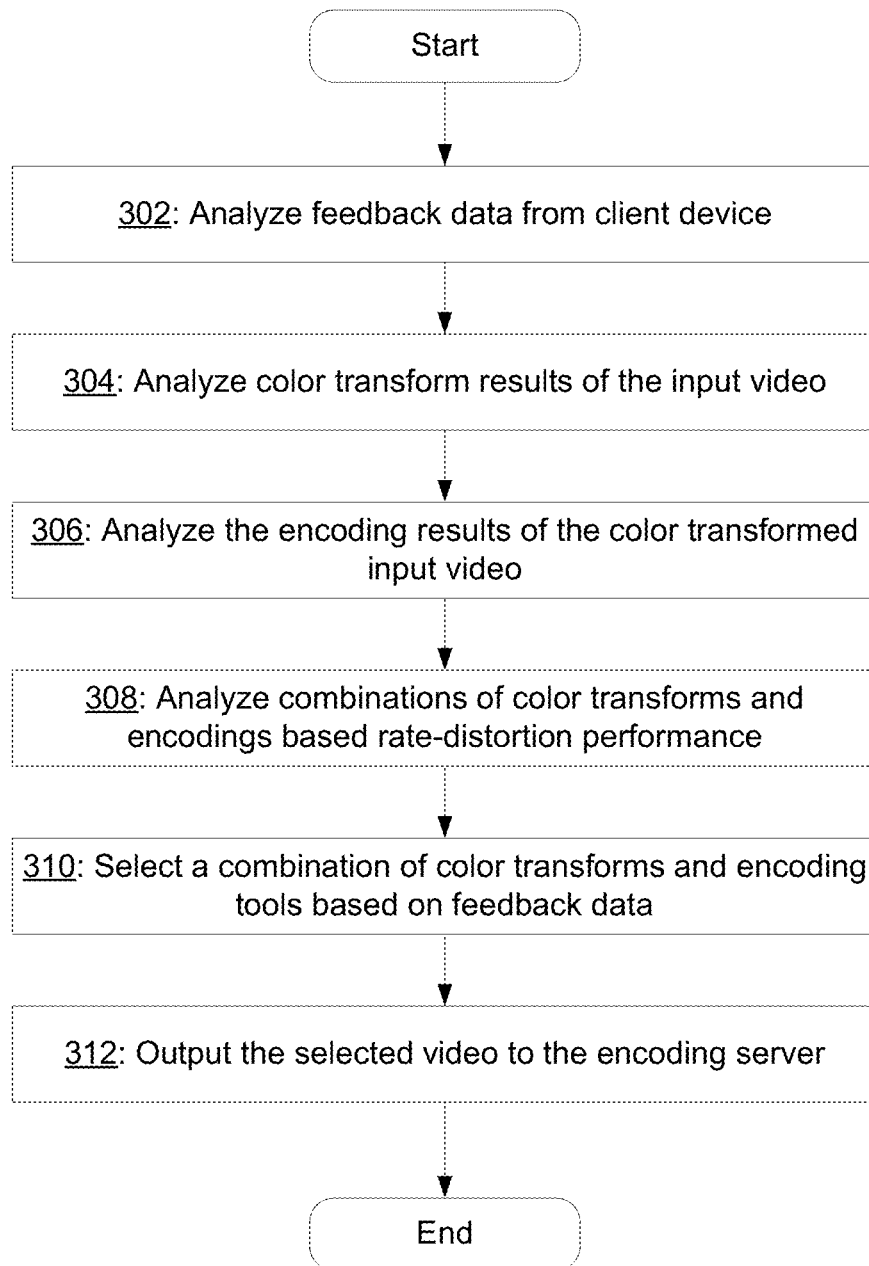 Start
302: Analyze feedback data from client device
304: Analyze color transform results of the input video
306: Analyze the encoding results of the color transformed
input video
308: Analyze combinations of color transforms and
encodings based rate-distortion performance
310: Select a combination of color transforms and encoding
tools based on feedback data
312: Output the selected video to the encoding server
End